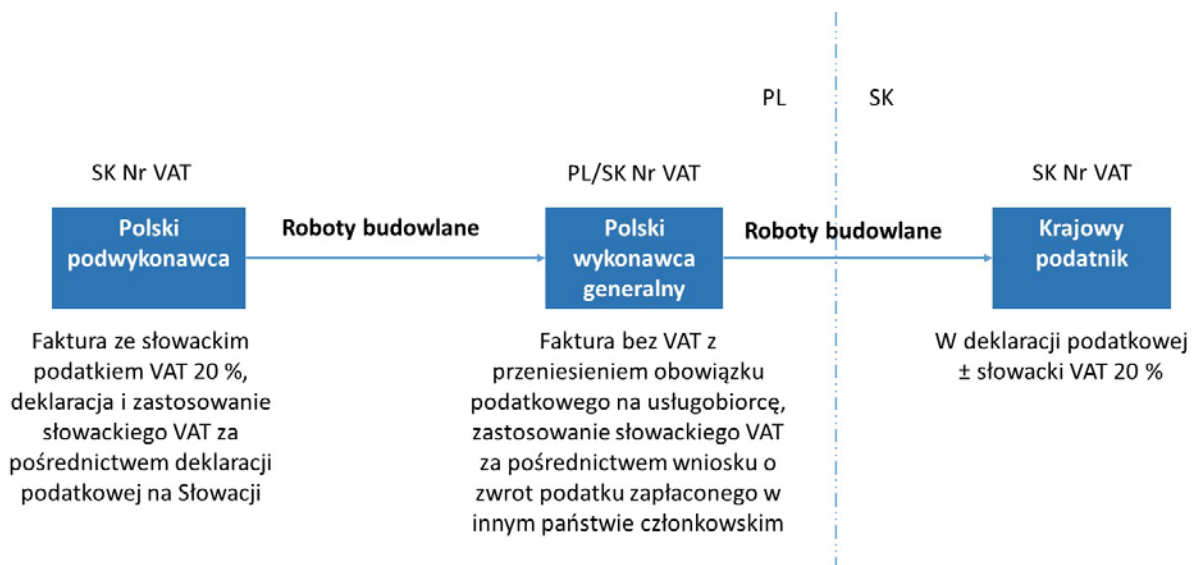 PL
SK
SK Nr VAT
PL/SK Nr VAT
SK Nr VAT
Polski
podwykonawca
Roboty budowlane
Polski
wykonawca
generalny
Roboty budowlane
Krajowy
podatnik
Faktura ze słowackim
podatkiem VAT 20 %,
deklaracja i zastosowanie
słowackiego VAT za
pośrednictwem deklaracji
podatkowej na Słowacji
Faktura bez VAT z
przeniesieniem obowiązku
podatkowego na usługobiorcę,
zastosowanie słowackiego VAT
za pośrednictwem wniosku o
zwrot podatku zapłaconego w
innym państwie członkowskim
W deklaracji podatkowej
± słowacki VAT 20 %